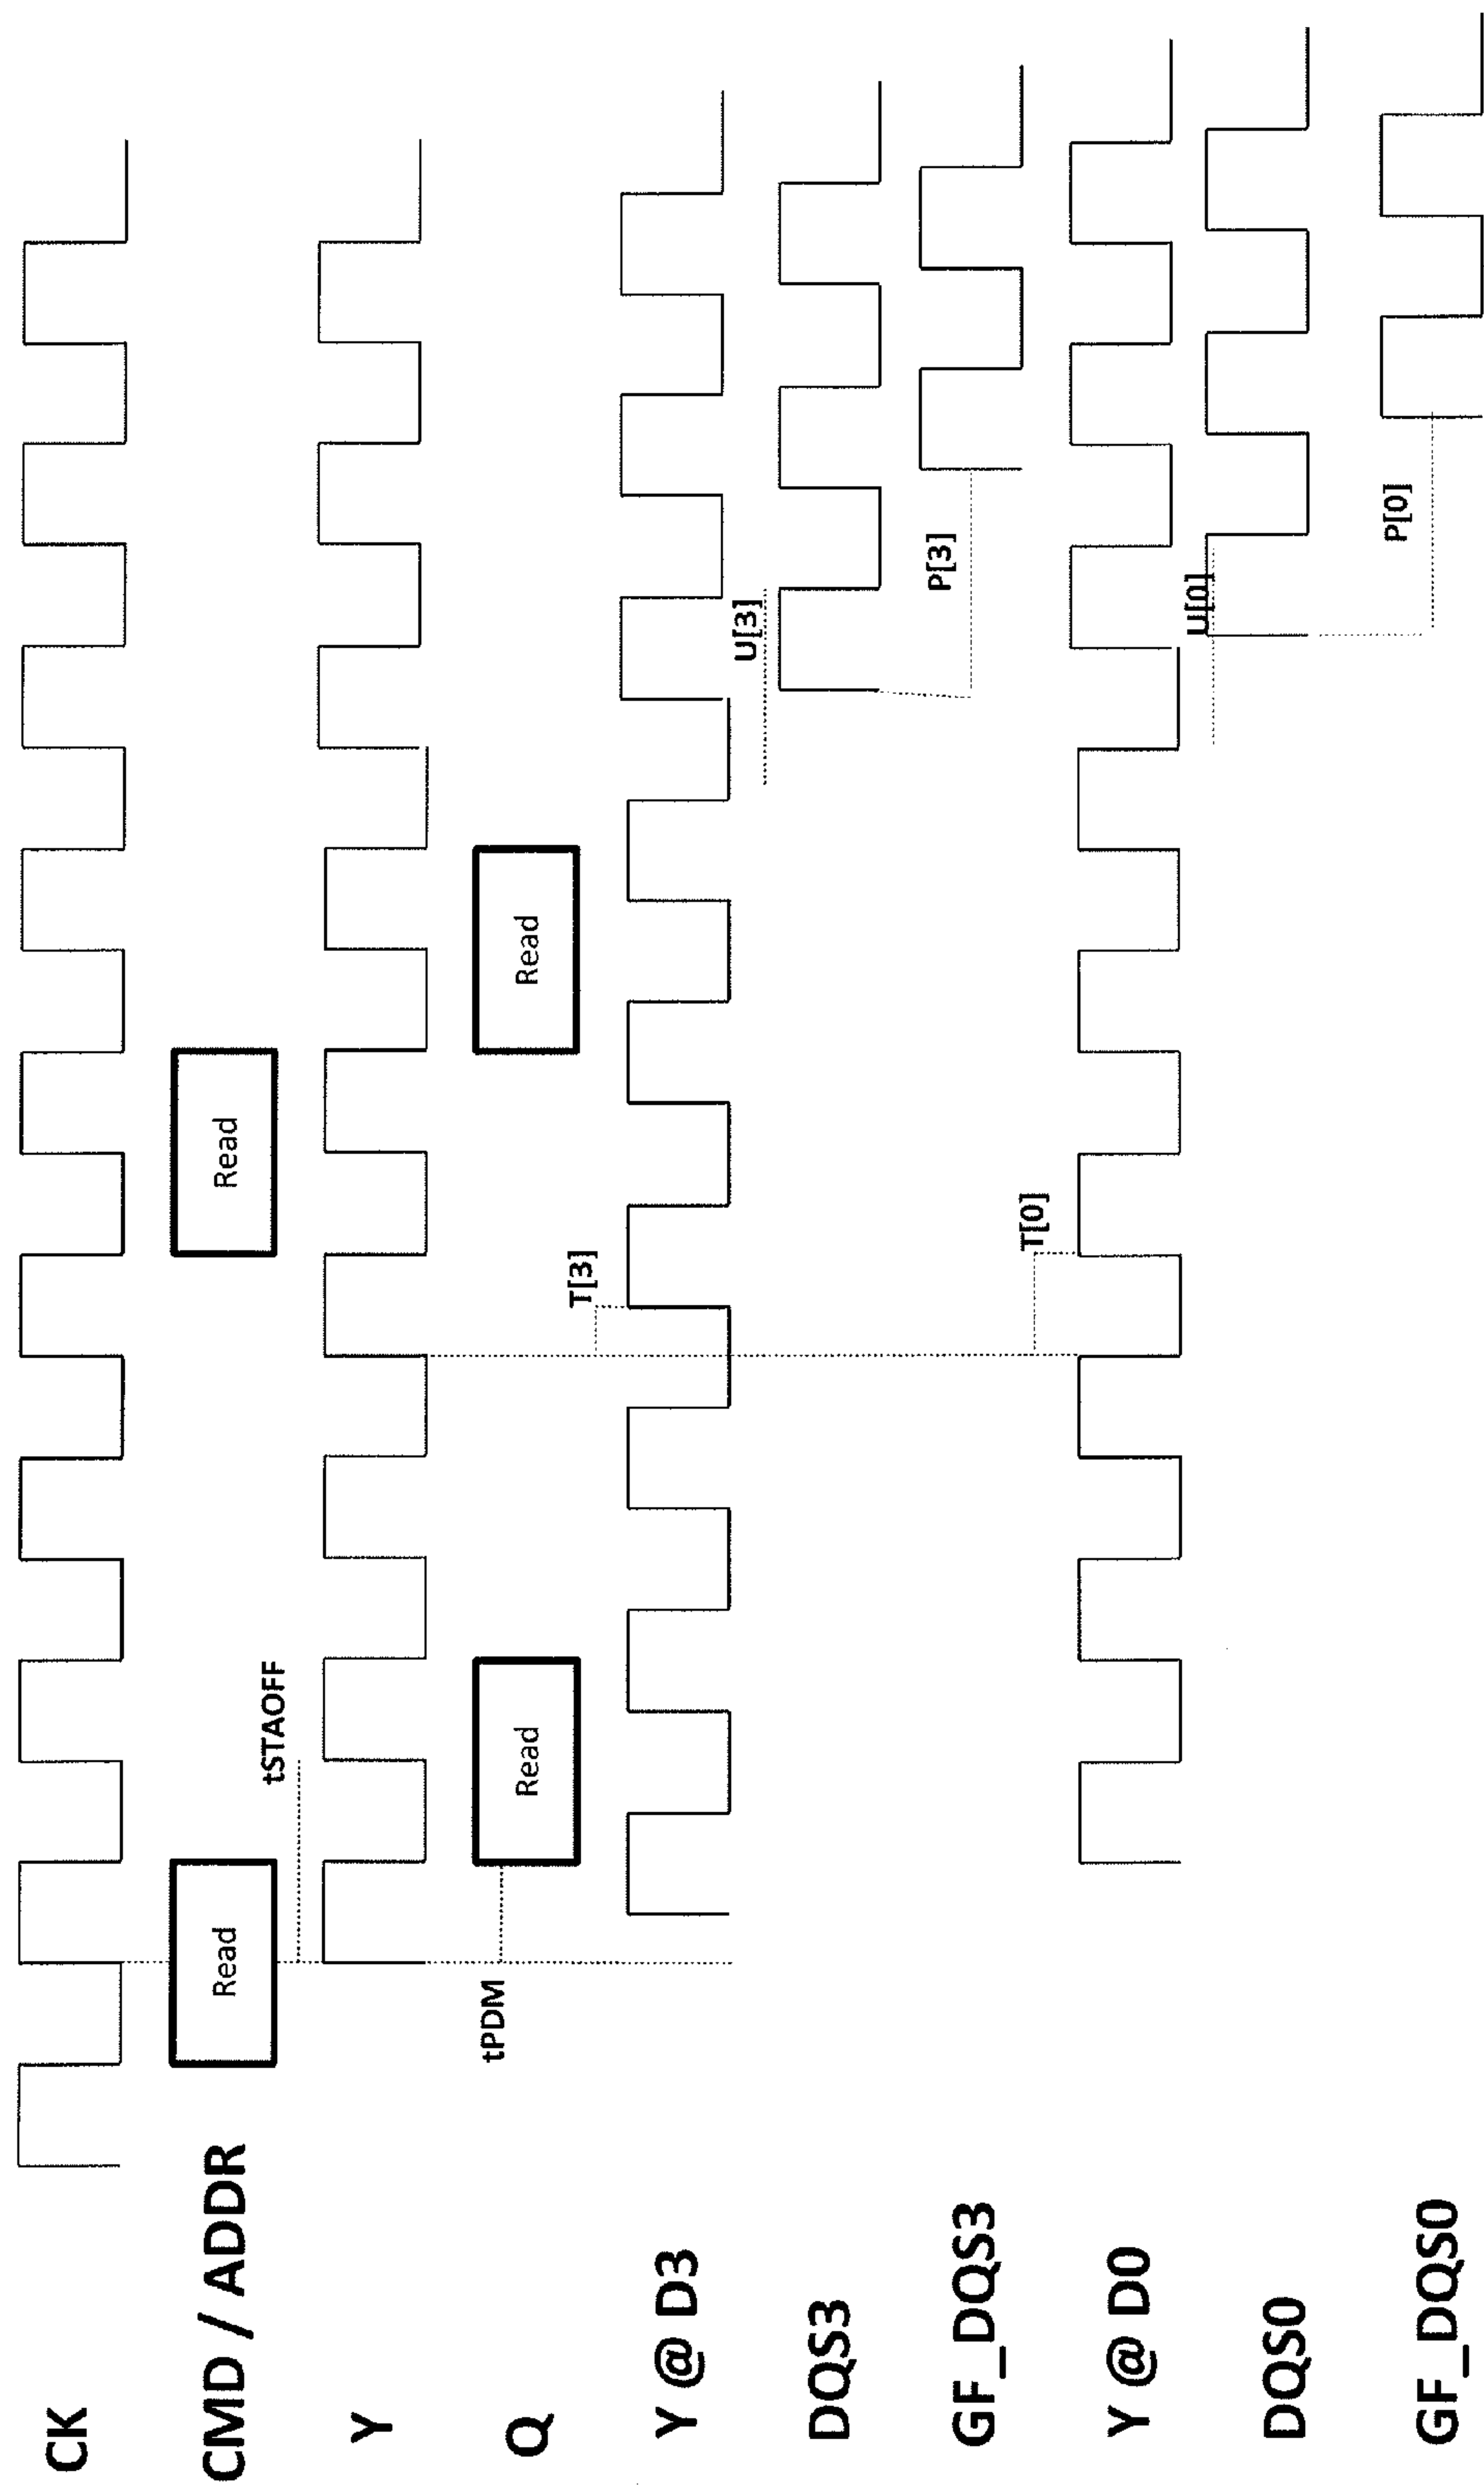 CK
CMD / ADDR
Read
Read
tSTAOFF
Y
Q
tPDM
Read
Read
Y @ D3
T[3]
U[3]
DQS3
GF_DQS3
P[3]
Y @ D0
T[0]
U[0]
DQS0
GF_DQS0
P[0]